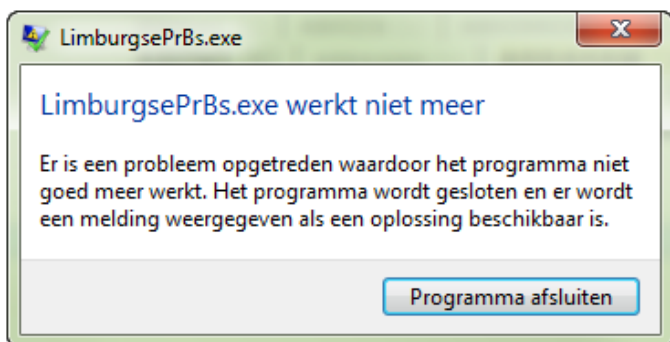 LimburgsePrBs.exe
LimburgsePrBs.exe werkt niet meer
Er is een probleem opgetreden waardoor het programma niet
goed meer werkt. Het programma wordt gesloten en er wordt
een melding weergegeven als een oplossing beschikbaar is.
Programma afsluiten